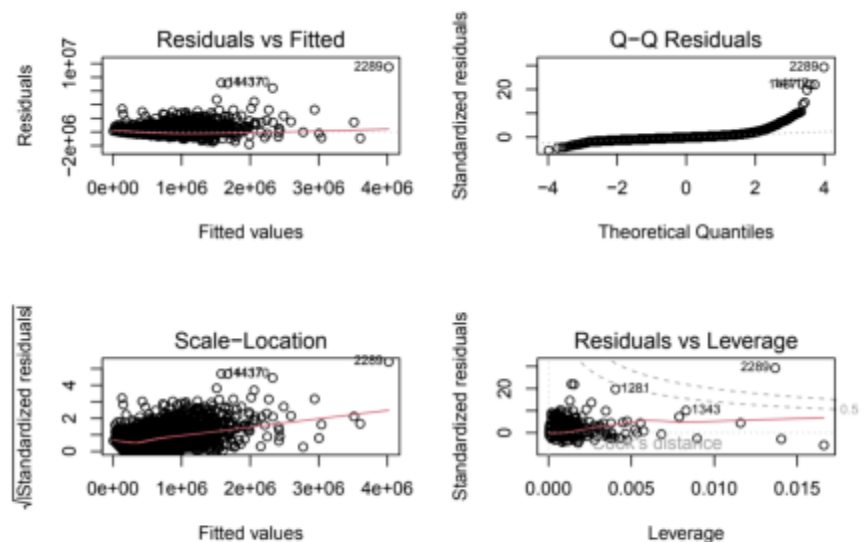 Residuals vs Fitted
Residuals
1e+07
-2e+06
2289
0e+00 1e+06 2e+06 3e+06 4e+06
Fitted values
Q-Q Residuals
Standardized residuals
20
0
2289
-4 -2 0 2 4
Theoretical Quantiles
Scale-Location
√|Standardized residuals|
4
2
0
2289
0e+00 1e+06 2e+06 3e+06 4e+06
Fitted values
Residuals vs Leverage
Standardized residuals
20
0
2289
1281
1343
0.5
Cook's distance
0.000 0.005 0.010 0.015
Leverage